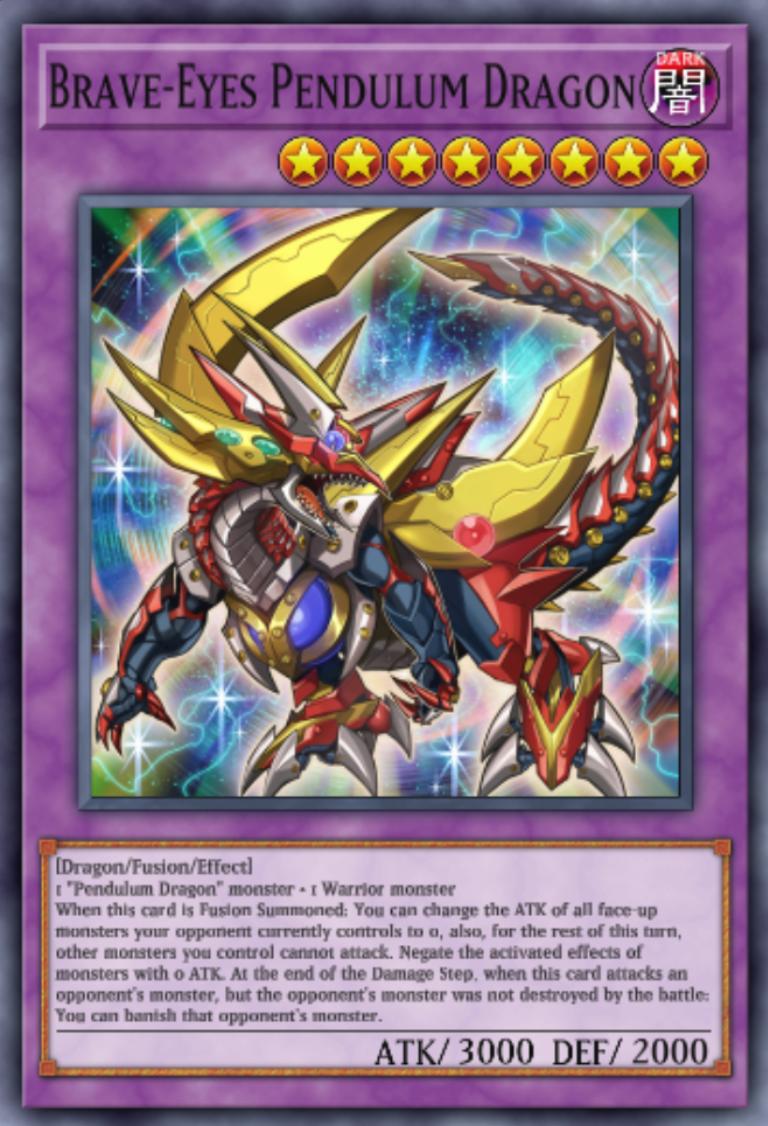 BRAVE-EYES PENDULUM DRAGON
DARK
闇
[Dragon/Fusion/Effect]
1 "Pendulum Dragon" monster + 1 Warrior monster
When this card is Fusion Summoned: You can change the ATK of all face-up
monsters your opponent currently controls to 0, also, for the rest of this turn,
other monsters you control cannot attack. Negate the activated effects of
monsters with 0 ATK. At the end of the Damage Step, when this card attacks an
opponent's monster, but the opponent's monster was not destroyed by the battle:
You can banish that opponent's monster.
ATK/ 3000 DEF/ 2000